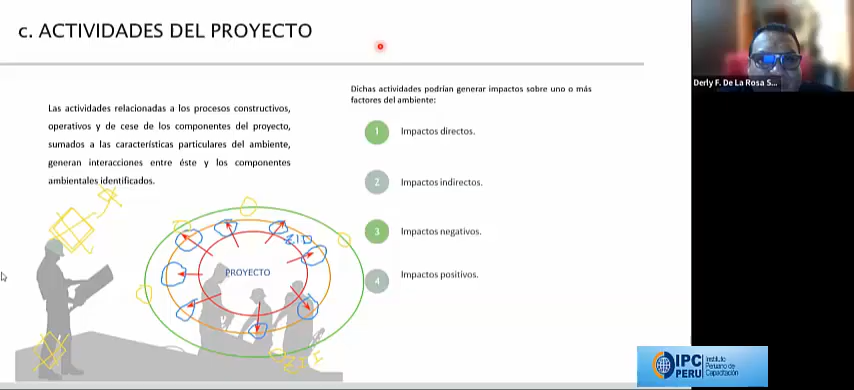 c. ACTIVIDADES DEL PROYECTO
Las actividades relacionadas a los procesos constructivos,
operativos y de cese de los componentes del proyecto,
sumados a las características particulares del ambiente,
generan interacciones entre éste y los componentes
ambientales identificados.
ZID
PROYECTO
ZII
Dichas actividades podrían generar impactos sobre uno o más
factores del ambiente:
1 Impactos directos.
2 Impactos indirectos.
3 Impactos negativos.
4 Impactos positivos.
Derly F. De La Rosa S...
IPC
PERU
Instituto
Peruano de
Capacitación